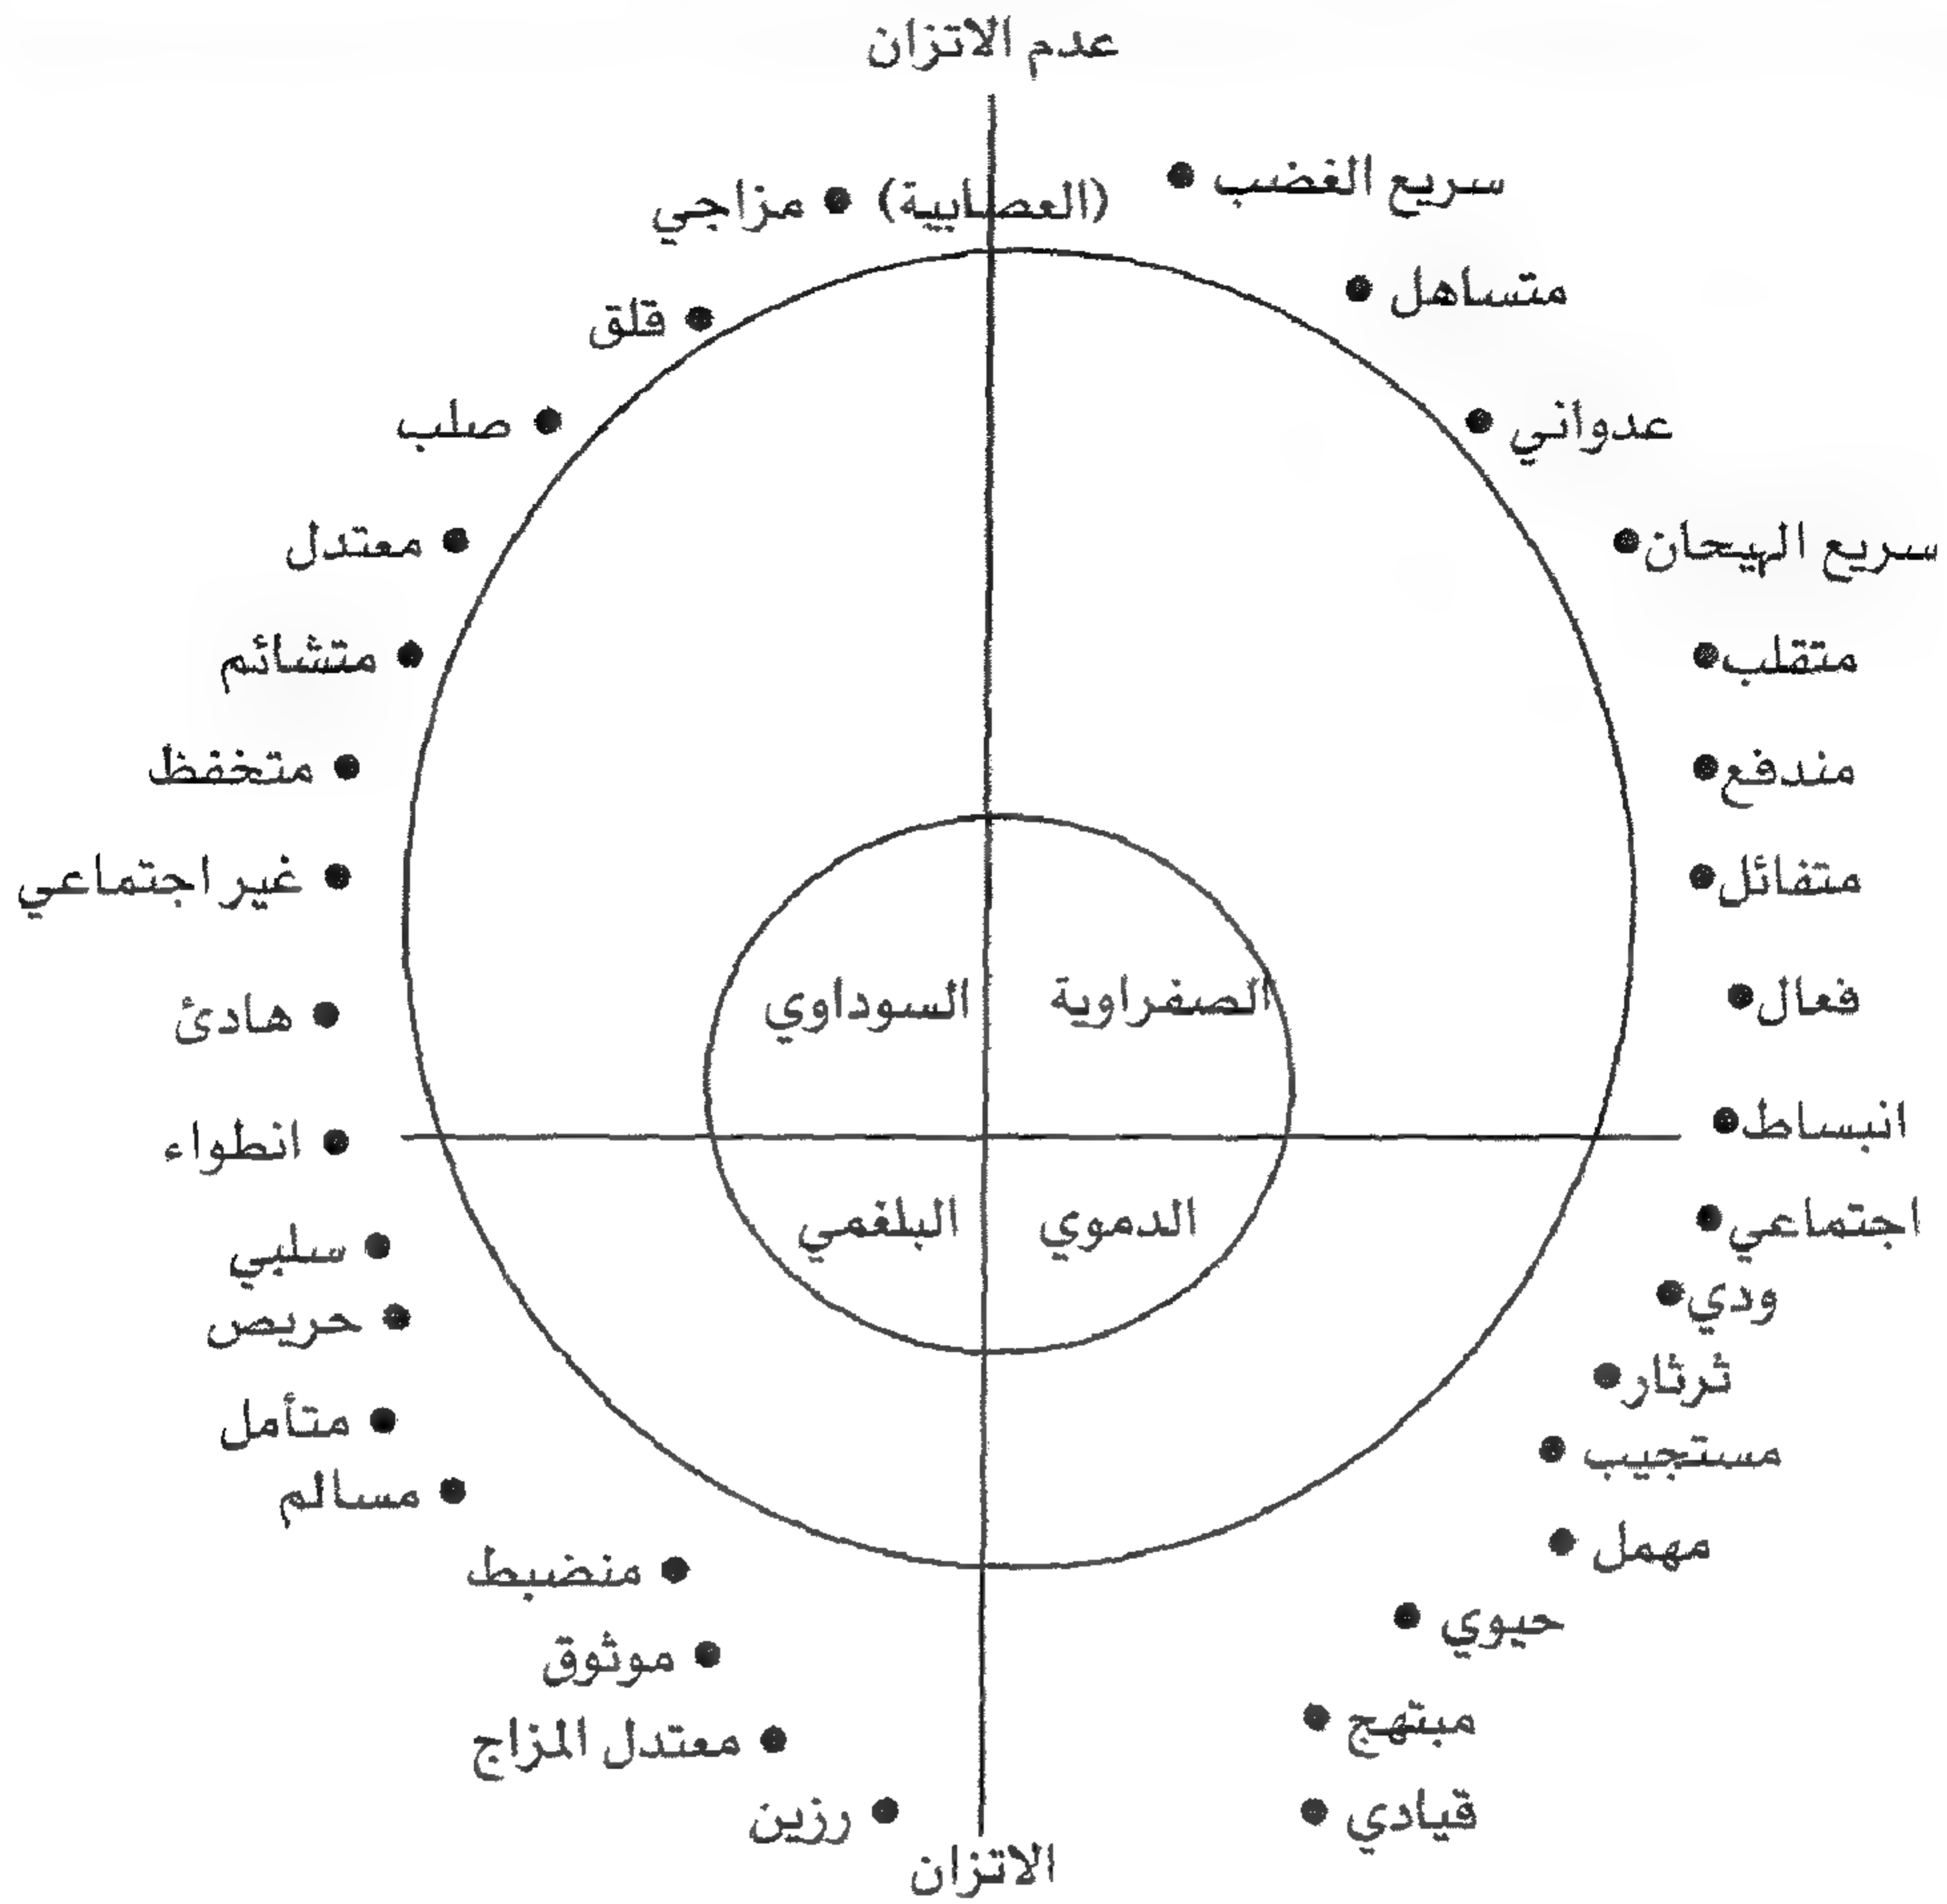 عدم الاتزان
سريع الغضب
(العصابية)
مزاجي
متساهل
قلق
عدواني
صلب
سريع الهيجان
معتدل
متقلب
متشائم
مندفع
متخفظ
متفائل
غير اجتماعي
فعال
هادئ
الصفراوية
السوداوي
انبساط
انطواء
اجتماعي
سلبي
الدموي
البلغمي
ودي
حريص
ثرثار
متأمل
مستجيب
مسالم
مهمل
منضبط
حيوي
موثوق
مبتهج
معتدل المزاج
قيادي
رزين
الاتزان